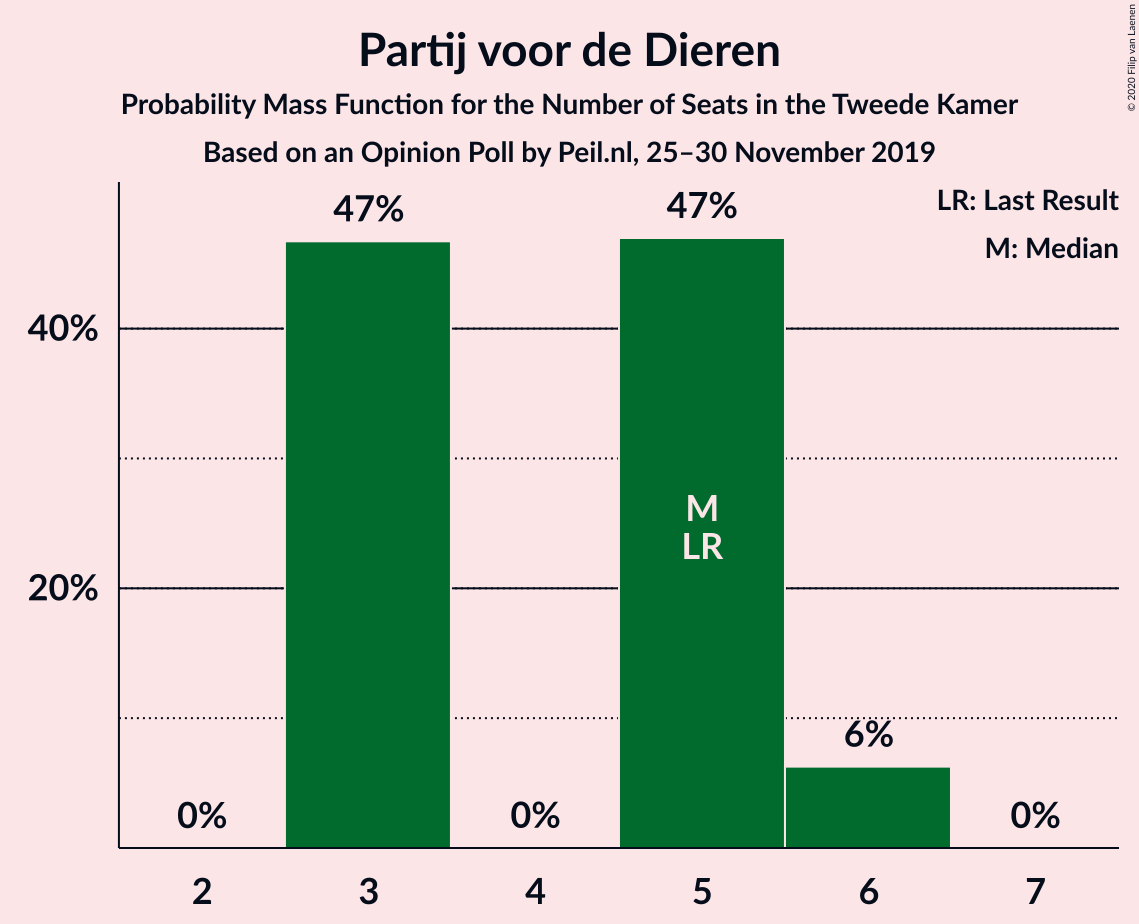 Partij voor de Dieren
Probability Mass Function for the Number of Seats in the Tweede Kamer
Based on an Opinion Poll by Peil.nl, 25–30 November 2019
© 2020 Filip van Laenen
LR: Last Result
M: Median
47%
47%
40%
M
LR
20%
6%
0%
0%
0%
2 3 4 5 6 7